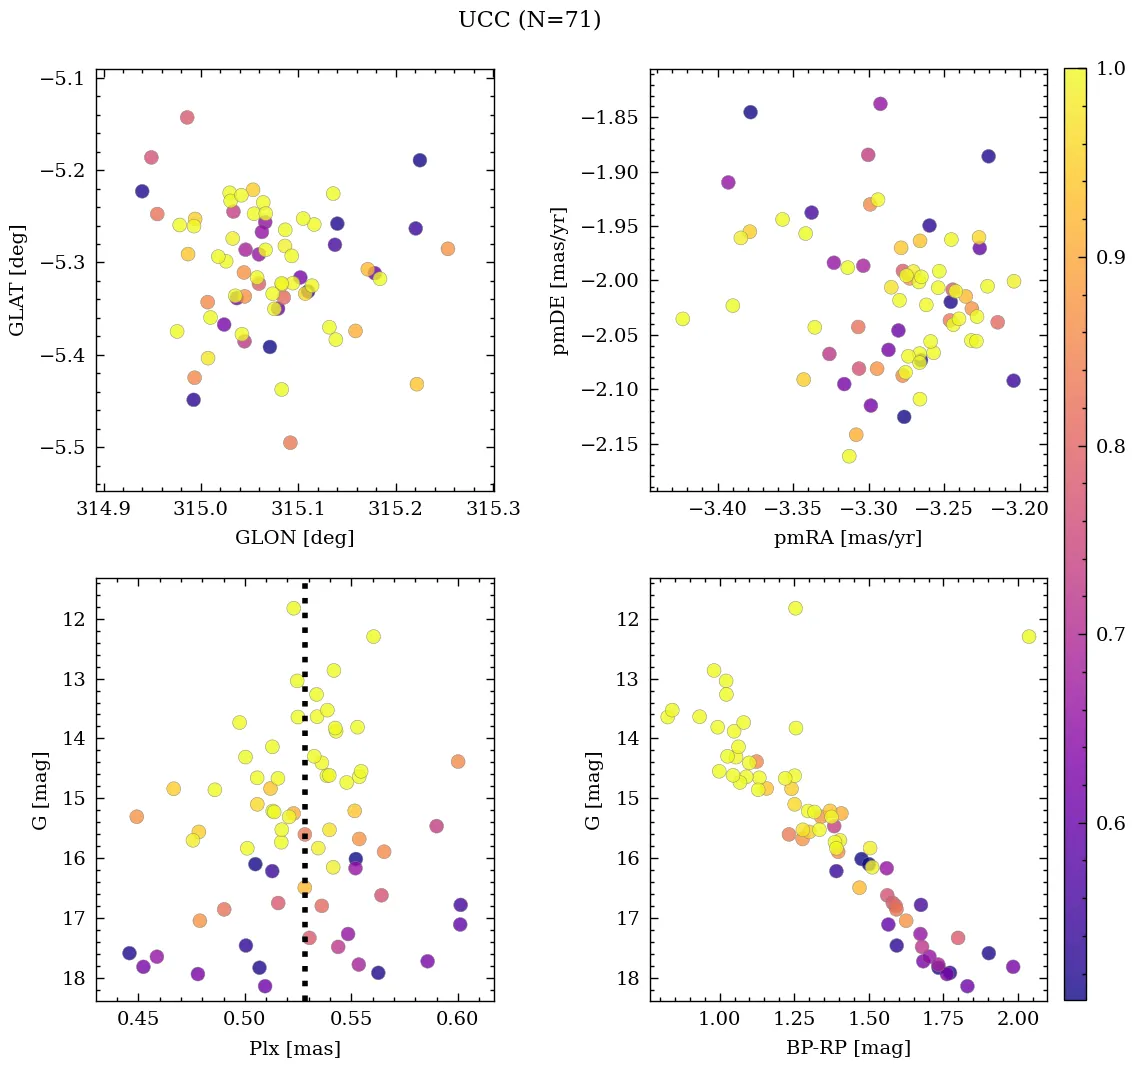 UCC (N=71)
−5.1
−5.2
−5.3
−5.4
−5.5
GLAT [deg]
314.9 315.0 315.1 315.2 315.3
GLON [deg]
−1.85
−1.90
−1.95
−2.00
−2.05
−2.10
−2.15
pmDE [mas/yr]
−3.40 −3.35 −3.30 −3.25 −3.20
pmRA [mas/yr]
1.0
0.9
0.8
0.7
0.6
12
13
14
15
16
17
18
G [mag]
0.45 0.50 0.55 0.60
Plx [mas]
12
13
14
15
16
17
18
G [mag]
1.00 1.25 1.50 1.75 2.00
BP-RP [mag]